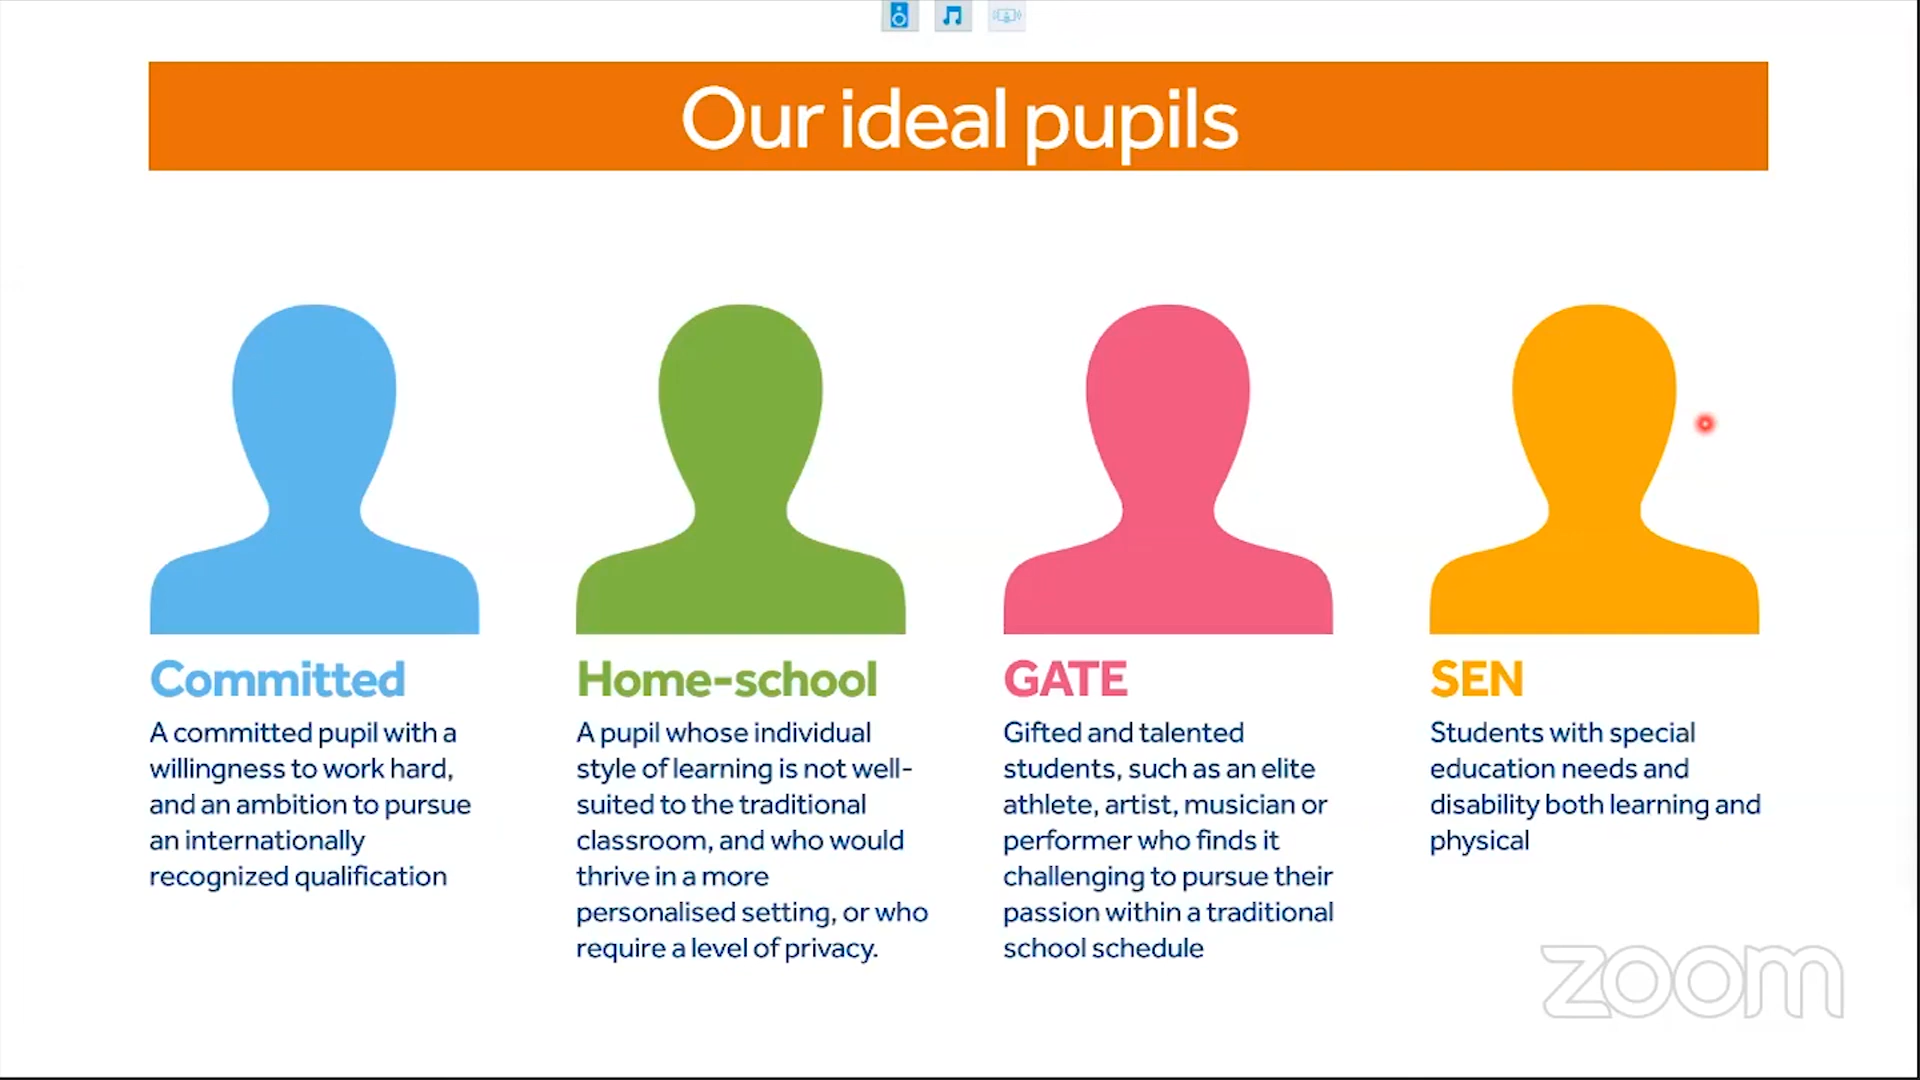 Our ideal pupils
Committed
A committed pupil with a
willingness to work hard,
and an ambition to pursue
an internationally
recognized qualification
Home-school
A pupil whose individual
style of learning is not well-
suited to the traditional
classroom, and who would
thrive in a more
personalised setting, or who
require a level of privacy.
GATE
Gifted and talented
students, such as an elite
athlete, artist, musician or
performer who finds it
challenging to pursue their
passion within a traditional
school schedule
SEN
Students with special
education needs and
disability both learning and
physical
zoom